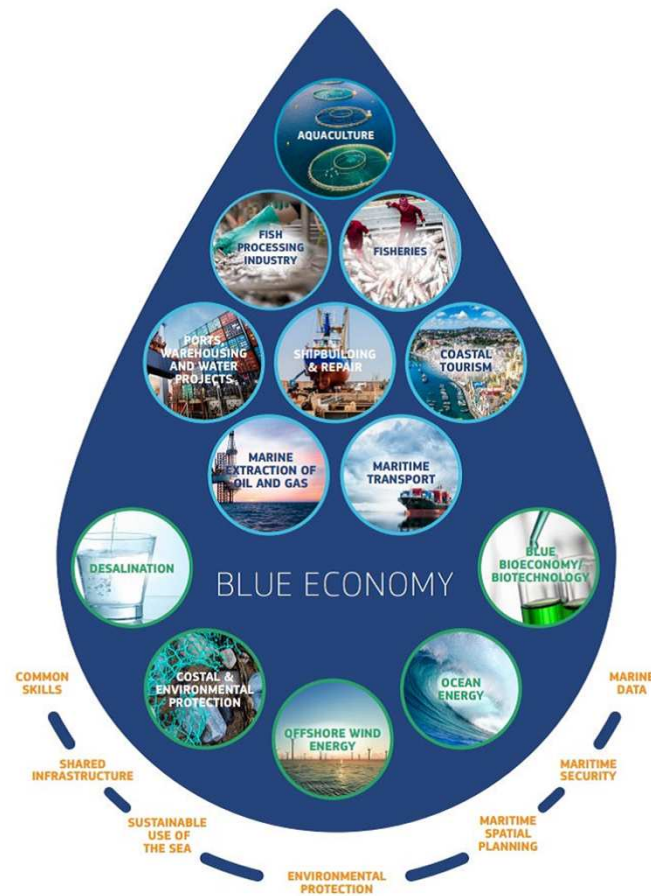 AQUACULTURE
FISH
PROCESSING
INDUSTRY
FISHERIES
PORTS,
WAREHOUSING
AND WATER
PROJECTS
SHIPBUILDING
& REPAIR
COASTAL
TOURISM
MARINE
EXTRACTION OF
OIL AND GAS
MARITIME
TRANSPORT
DESALINATION
BLUE ECONOMY
BLUE
BIOECONOMY/
BIOTECHNOLOGY
COSTAL &
ENVIRONMENTAL
PROTECTION
OFFSHORE WIND
ENERGY
OCEAN
ENERGY
COMMON
SKILLS
SHARED
INFRASTRUCTURE
SUSTAINABLE
USE OF
THE SEA
ENVIRONMENTAL
PROTECTION
MARITIME
SPATIAL
PLANNING
MARITIME
SECURITY
MARINE
DATA